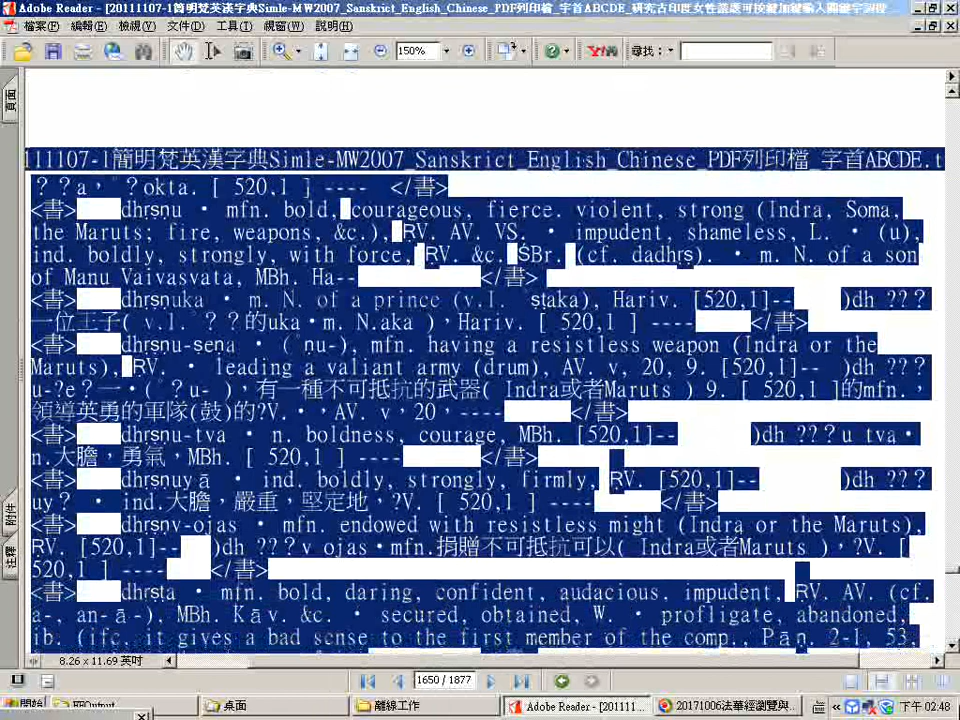 Adobe Reader - [20111107-1簡明梵英漢字典Simle-MW2007_Sanskrict_English_Chinese_PDF列印檔_字首ABCDE_研究古印度女性
檔案(F) 編輯(E) 檢視(V) 文件(D) 工具(T) 視窗(W) 說明(H)
150% 尋找:
頁面
附件
註釋
111107-1簡明梵英漢字典Simle-MW2007_Sanskrict_English_Chinese_PDF列印檔_字首ABCDE.t
??a,?okta. [ 520,1 ] ---- </書>
<書> dhṛṣṇu · mfn. bold, courageous, fierce. violent, strong (Indra, Soma,
the Maruts; fire, weapons, &c.), RV. AV. VS. · impudent, shameless, L. · (u),
ind. boldly, strongly, with force, RV. &c. ŚBr. (cf. dadhṛṣ). · m. N. of a son
of Manu Vaivasvata, MBh. Ha-- </書>
<書> dhṛṣṇuka · m. N. of a prince (v.l. ṣṭaka), Hariv. [520,1]-- )dh ???
一位王子( v.l. ??的uka·m. N.aka ), Hariv. [ 520,1 ] ---- </書>
<書> dhṛṣṇu-ṣeṇa · (ṇu-), mfn. having a resistless weapon (Indra or the
Maruts), RV. · leading a valiant army (drum), AV. v, 20, 9. [520,1]-- )dh ???
u-?e?一·(?u- ),有一種不可抵抗的武器( Indra或者Maruts ) 9. [ 520,1 ]的mfn.,
領導英勇的軍隊(鼓)的?V.·,AV. v,20,---- </書>
<書> dhṛṣṇu-tva · n. boldness, courage, MBh. [520,1]-- )dh ???u tva·
n.大膽,勇氣,MBh. [ 520,1 ] ---- </書>
<書> dhṛṣṇuyā · ind. boldly, strongly, firmly, RV. [520,1]-- )dh ???
uy? · ind.大膽,嚴重,堅定地,?V. [ 520,1 ] ---- </書>
<書> dhṛṣṇv-ojas · mfn. endowed with resistless might (Indra or the Maruts),
RV. [520,1]-- )dh ???v ojas·mfn.捐贈不可抵抗可以( Indra或者Maruts ),?V. [
520,1 ] ---- </書>
<書> dhṛṣṭa · mfn. bold, daring, confident, audacious, impudent, RV. AV. (cf.
a-, an-ā-), MBh. Kāv. &c. · secured, obtained, W. · profligate, abandoned,
ib. (ifc. it gives a bad sense to the first member of the comp., Pāṇ. 2-1, 53,
8.26 x 11.69 英吋
1650 / 1877
開始 桌面 離線工作 Adobe Reader - [201111... 20171006法華經瀏覽與... 下午 02:48